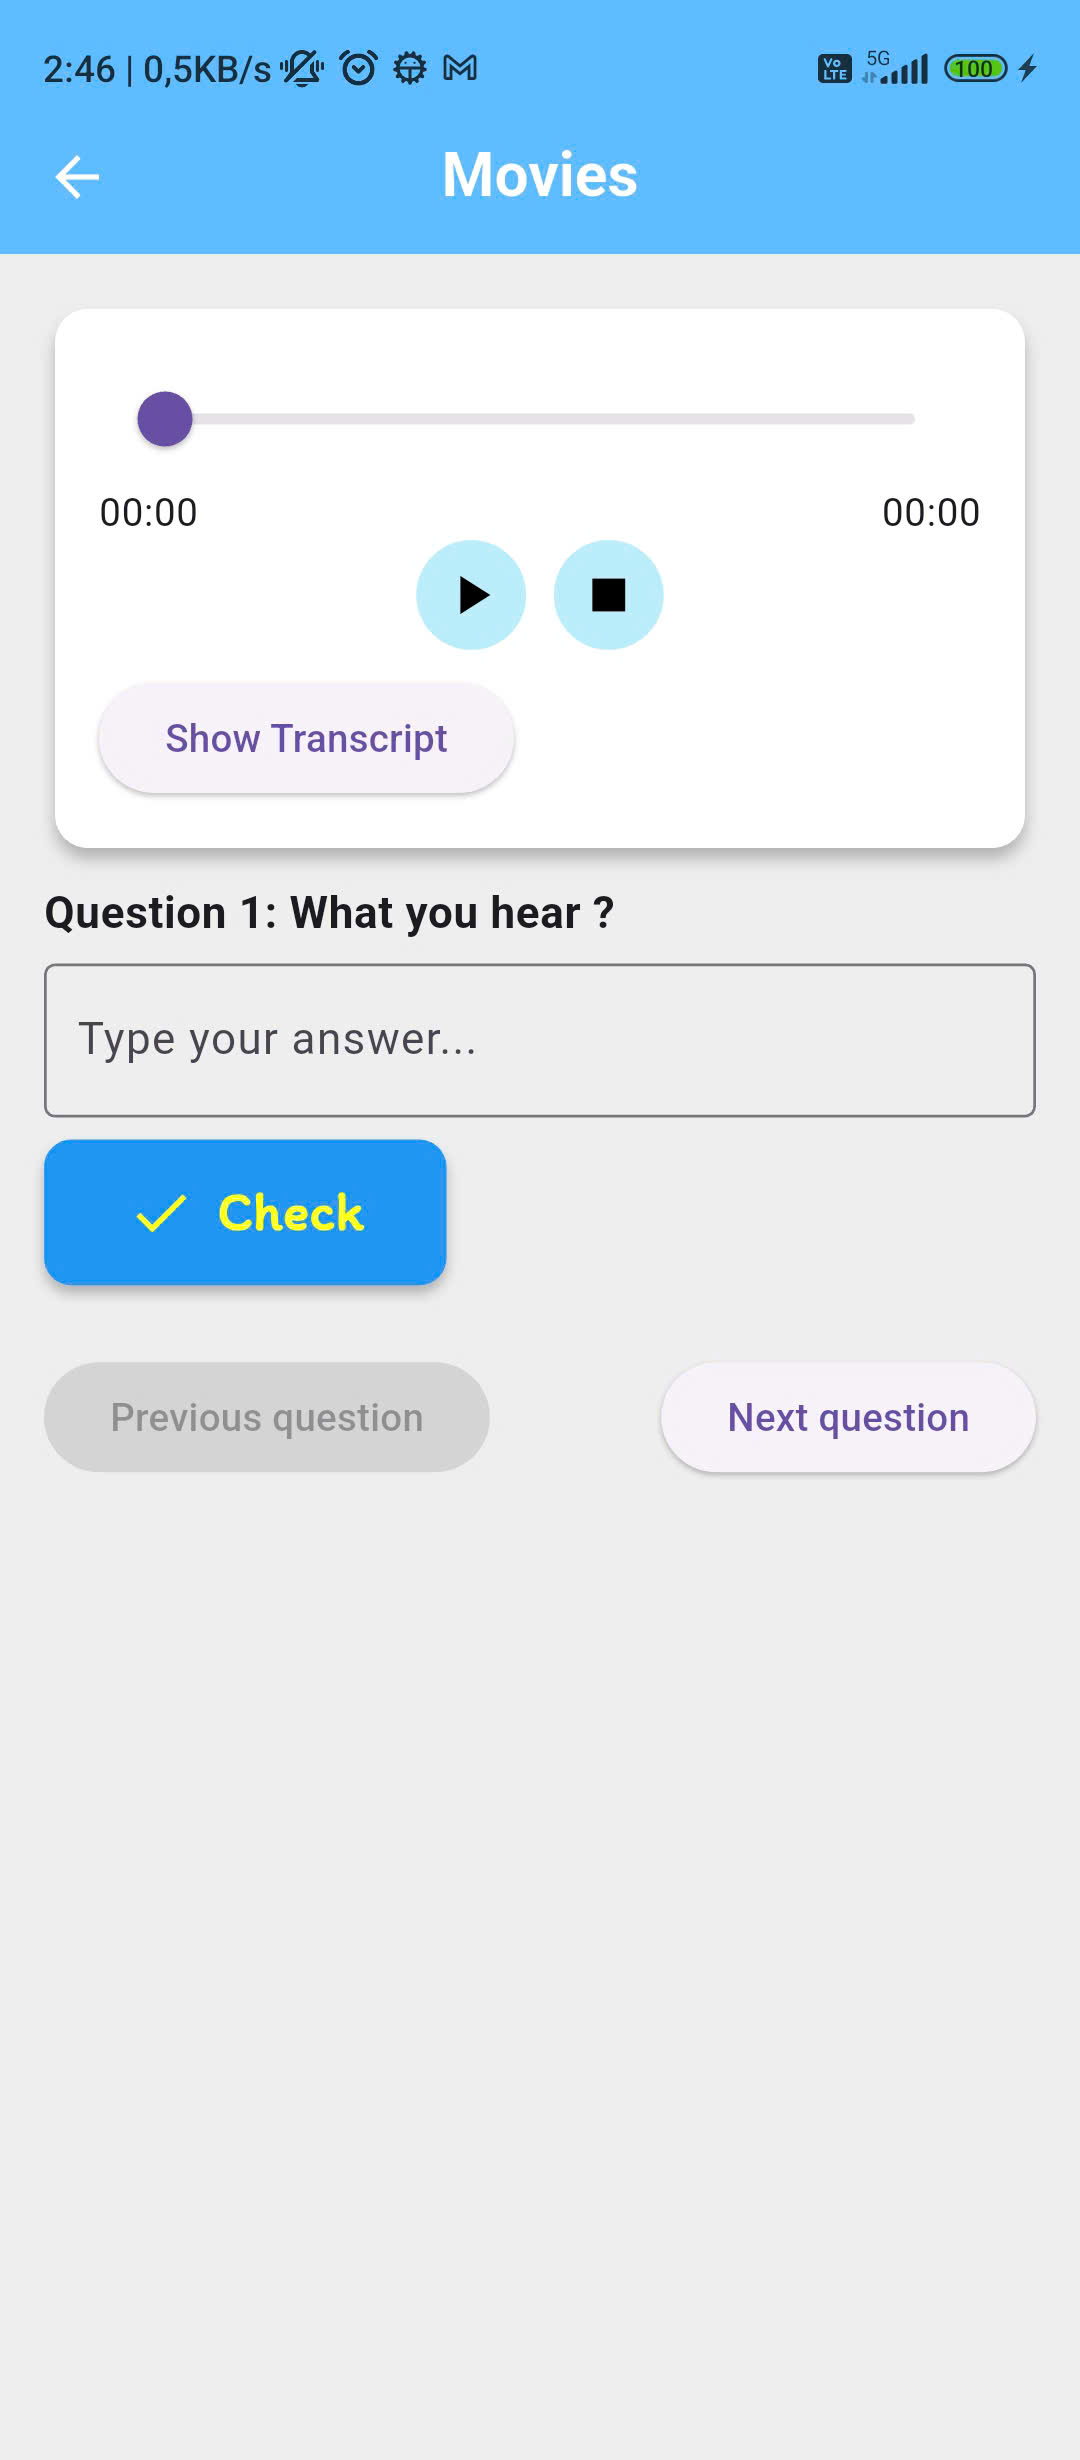 2:46 | 0,5KB/s Vo LTE 5G 100
Movies
00:00 00:00
Show Transcript
Question 1: What you hear ?
Type your answer...
Check
Previous question Next question